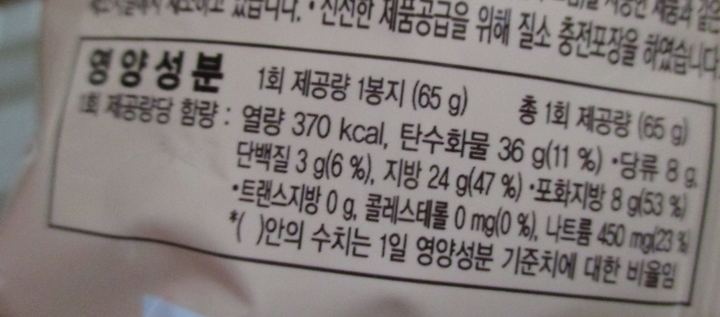 있습니다. • 신선한 제품공급을 위해 질소 충전포장을 하였습니다
영양성분 1회 제공량 1봉지 (65 g) 총 1회 제공량 (65 g)
1회 제공량당 함량 : 열량 370 kcal, 탄수화물 36 g(11 %) •당류 8 g,
단백질 3 g(6 %), 지방 24 g(47 %) •포화지방 8 g(53 %)
•트랜스지방 0 g, 콜레스테롤 0 mg(0 %), 나트륨 450 mg(23 %)
*( )안의 수치는 1일 영양성분 기준치에 대한 비율임